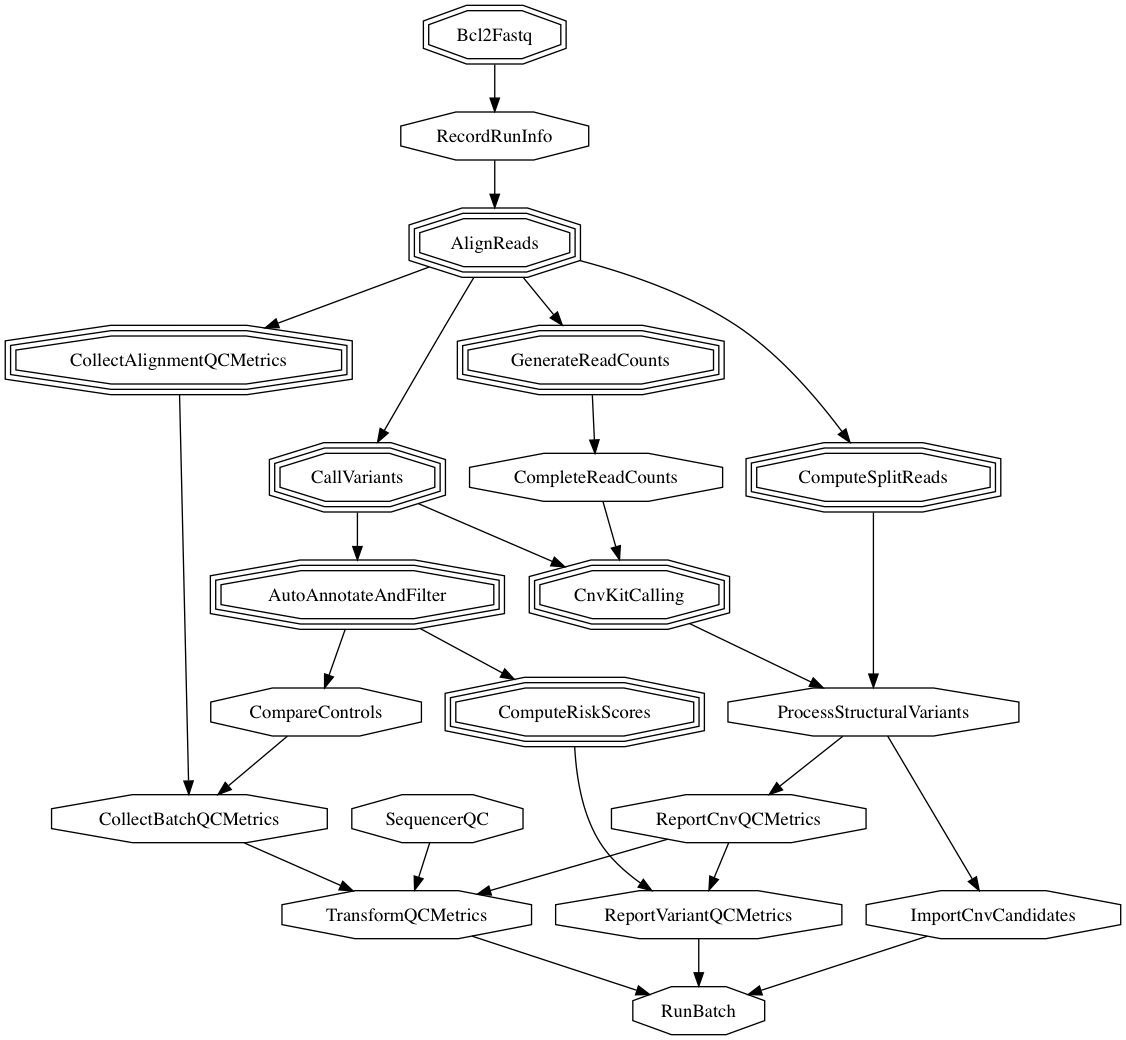 Bcl2Fastq
RecordRunInfo
AlignReads
CollectAlignmentQCMetrics
GenerateReadCounts
CallVariants
CompleteReadCounts
ComputeSplitReads
AutoAnnotateAndFilter
CnvKitCalling
CompareControls
ComputeRiskScores
ProcessStructuralVariants
CollectBatchQCMetrics
SequencerQC
ReportCnvQCMetrics
TransformQCMetrics
ReportVariantQCMetrics
ImportCnvCandidates
RunBatch